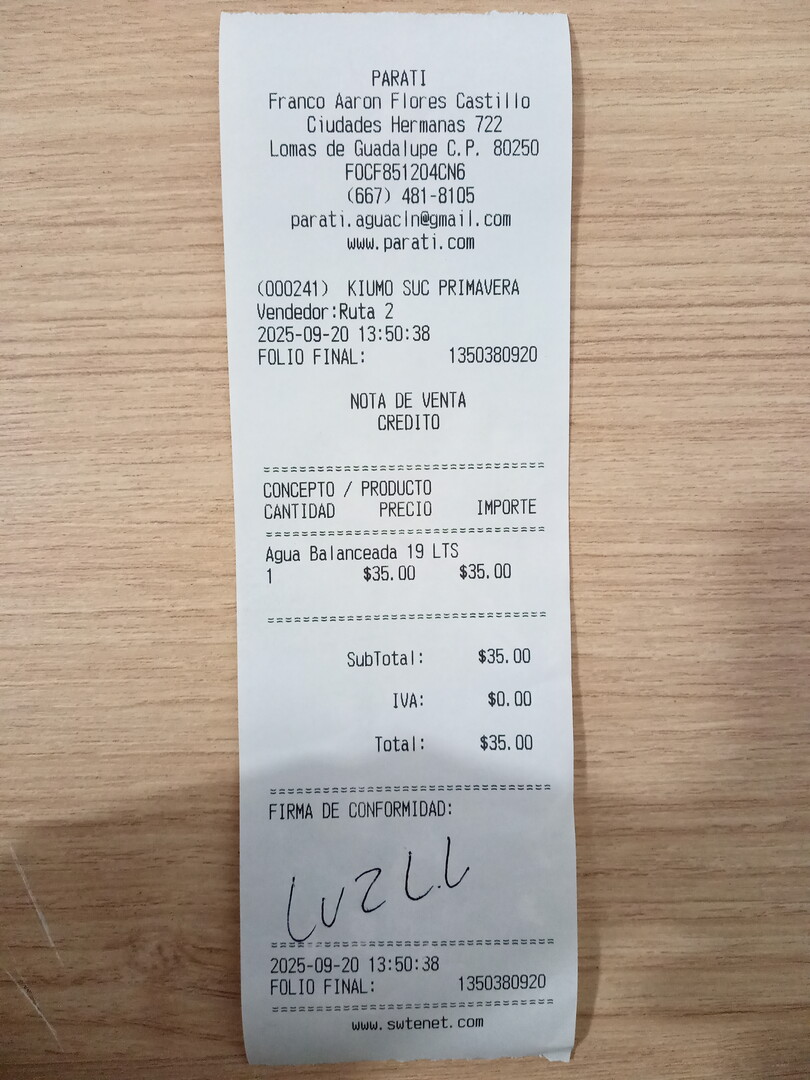 PARATI
Franco Aaron Flores Castillo
Ciudades Hermanas 722
Lomas de Guadalupe C.P. 80250
FOCF851204CN6
(667) 481-8105
parati.aguacln@gmail.com
www.parati.com
(000241) KIUMO SUC PRIMAVERA
Vendedor:Ruta 2
2025-09-20 13:50:38
FOLIO FINAL: 1350380920
NOTA DE VENTA
CREDITO
================================
CONCEPTO / PRODUCTO
CANTIDAD PRECIO IMPORTE
================================
Agua Balanceada 19 LTS
1 $35.00 $35.00
================================
SubTotal: $35.00
IVA: $0.00
Total: $35.00
================================
FIRMA DE CONFORMIDAD:
Luz L.L
================================
2025-09-20 13:50:38
FOLIO FINAL: 1350380920
================================
www.swtenet.com